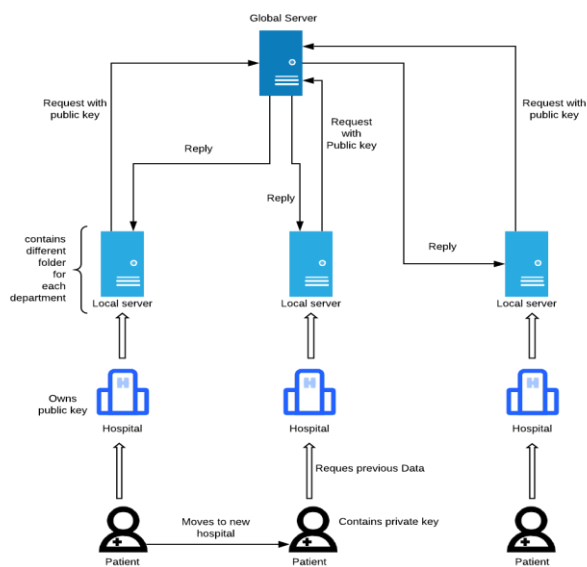 Global Server
Request with
public key
Request
with
Public key
Request with
public key
Reply
Reply
Reply
contains
different
folder
for
each
department
Local server
Local server
Local server
Owns
public key
H
H
H
Hospital
Hospital
Hospital
Reques previous Data
Moves to new
hospital
Contains private key
Patient
Patient
Patient